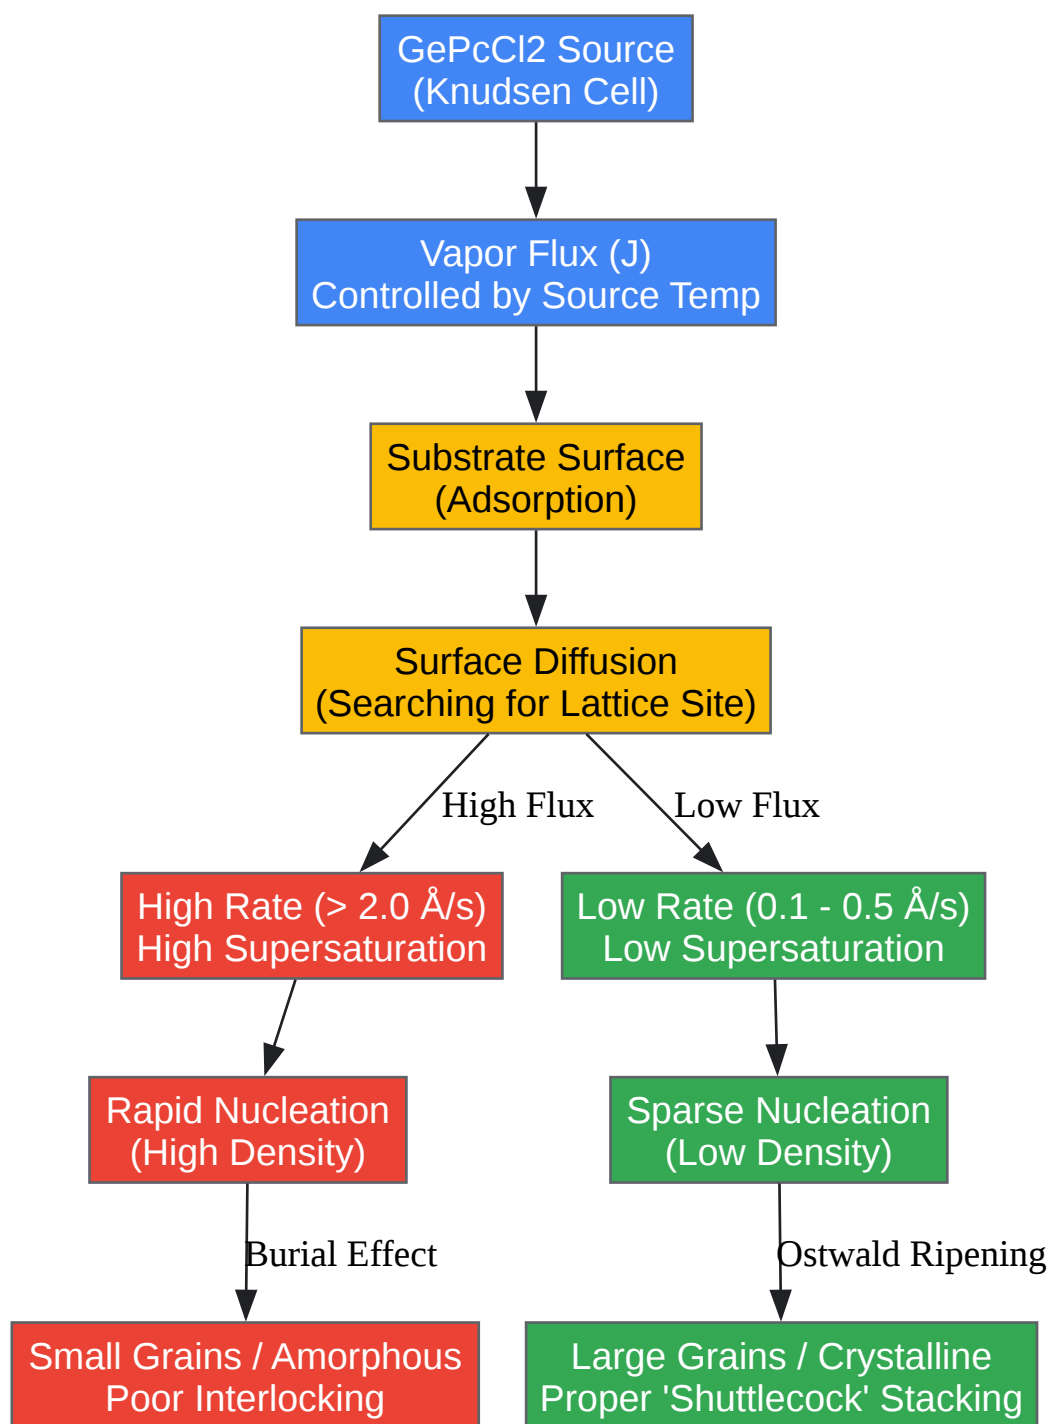 GePcCl2 Source
(Knudsen Cell)
Vapor Flux (J)
Controlled by Source Temp
Substrate Surface
(Adsorption)
Surface Diffusion
(Searching for Lattice Site)
High Flux
Low Flux
High Rate (> 2.0 Å/s)
High Supersaturation
Low Rate (0.1 - 0.5 Å/s)
Low Supersaturation
Rapid Nucleation
(High Density)
Sparse Nucleation
(Low Density)
Burial Effect
Ostwald Ripening
Small Grains / Amorphous
Poor Interlocking
Large Grains / Crystalline
Proper 'Shuttlecock' Stacking